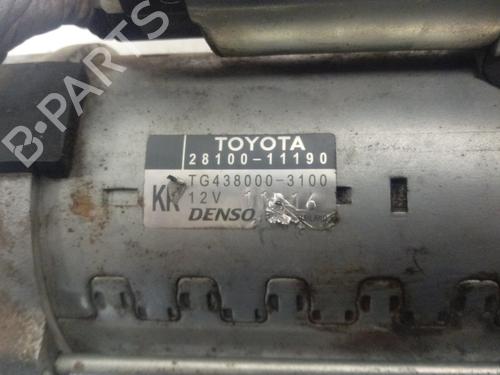 B-PARTS
TOYOTA
28100-11190
TG438000-3100
KR
12V
DENSO